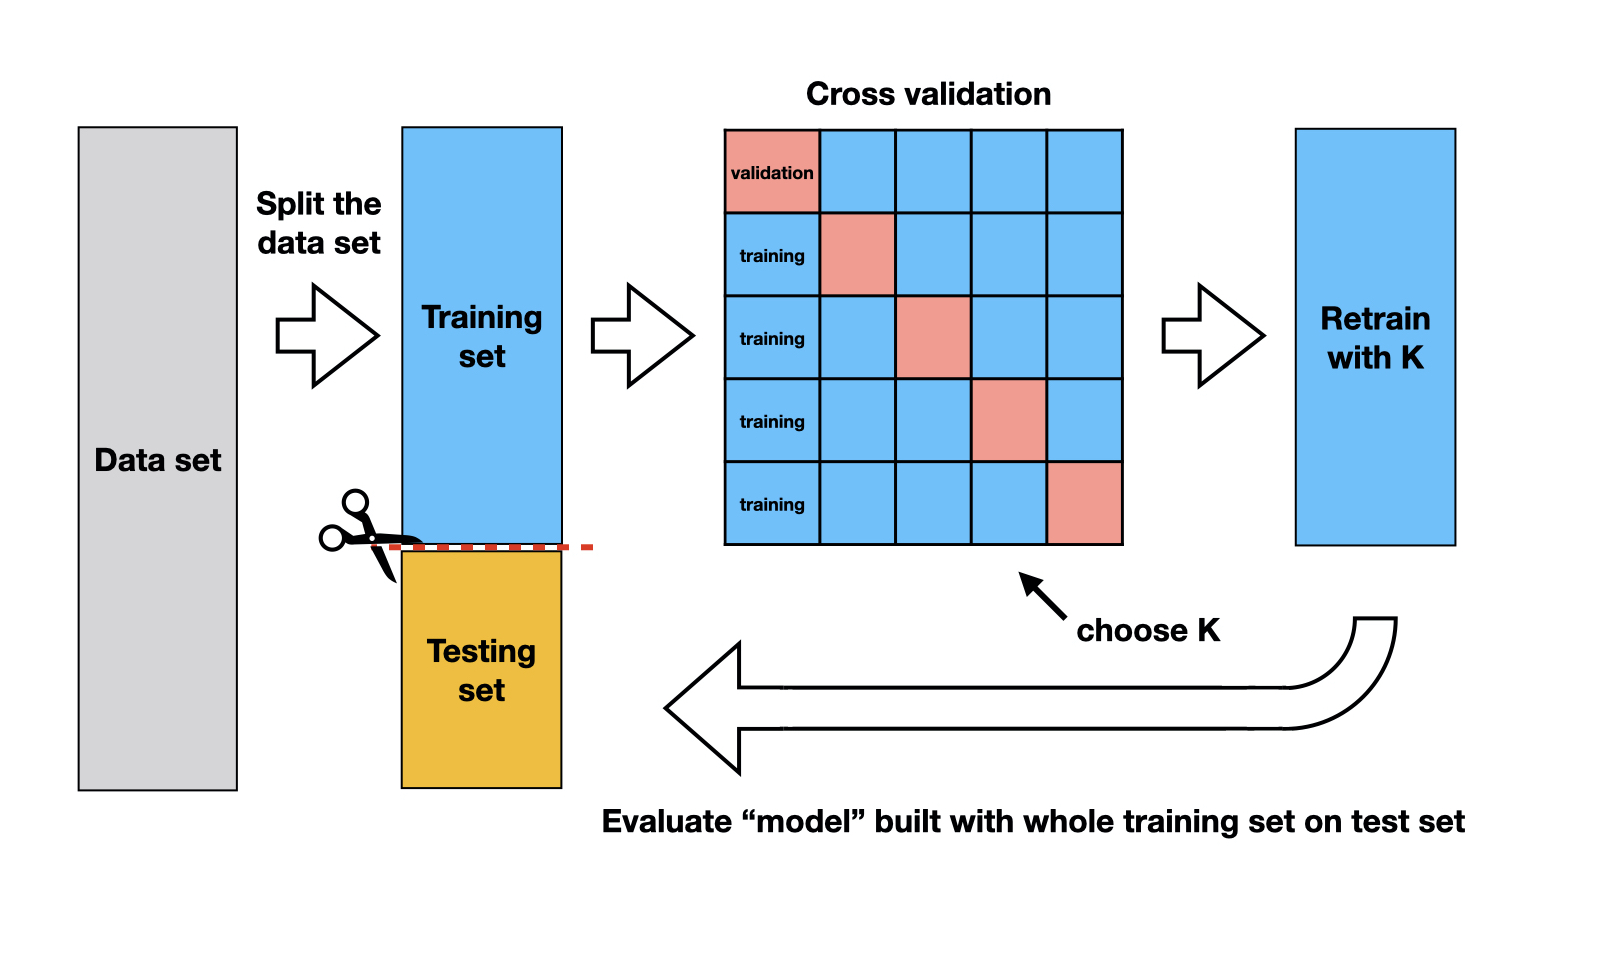 Cross validation
Split the
data set
Data set
Training
set
Testing
set
validation
training
training
training
training
Retrain
with K
choose K
Evaluate “model” built with whole training set on test set